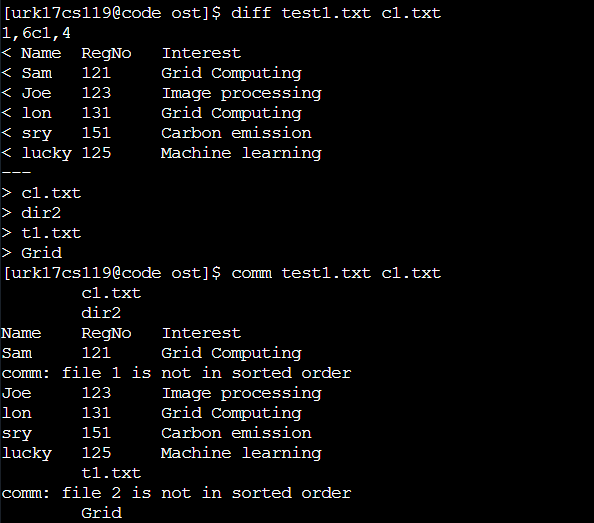 [urk17cs119@code ost]$ diff test1.txt c1.txt
1,6c1,4
< Name  RegNo   Interest
< Sam   121     Grid Computing
< Joe   123     Image processing
< lon   131     Grid Computing
< sry   151     Carbon emission
< lucky 125     Machine learning
---
> c1.txt
> dir2
> t1.txt
> Grid
[urk17cs119@code ost]$ comm test1.txt c1.txt
        c1.txt
        dir2
Name    RegNo   Interest
Sam     121     Grid Computing
comm: file 1 is not in sorted order
Joe     123     Image processing
lon     131     Grid Computing
sry     151     Carbon emission
lucky   125     Machine learning
        t1.txt
comm: file 2 is not in sorted order
        Grid